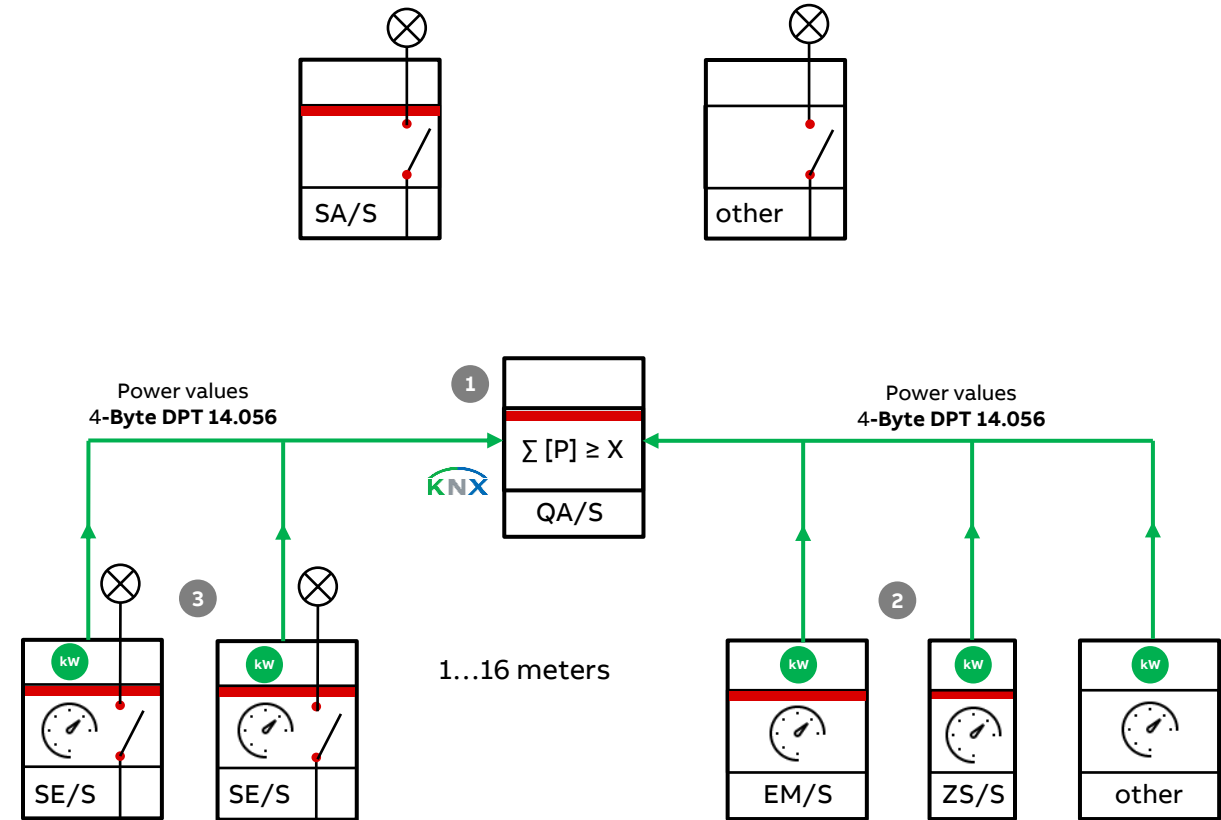 SA/S
other
Power values
4-Byte DPT 14.056
1
∑ [P] ≥ X
QA/S
KNX
Power values
4-Byte DPT 14.056
3
2
kW
kW
kW
kW
kW
1...16 meters
SE/S
SE/S
EM/S
ZS/S
other